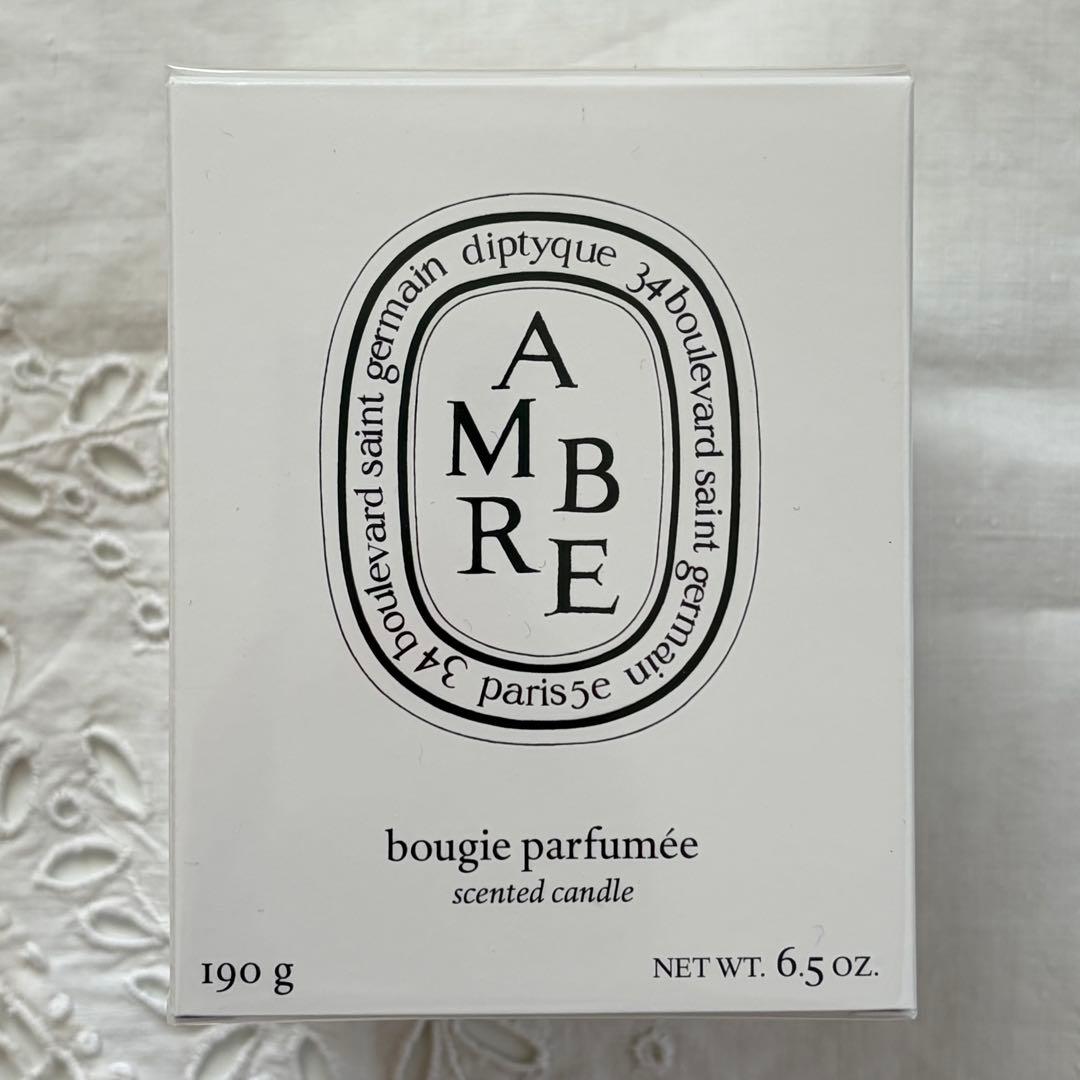 diptyque
34 boulevard saint germain
34 boulevard saint germain
paris 5e
A
M B
R E
bougie parfumée
scented candle
190 g
NET WT. 6.5 OZ.